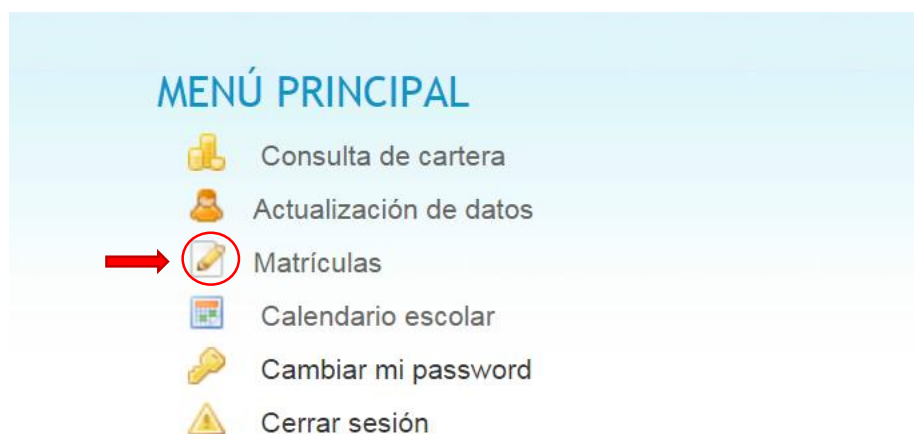 MENÚ PRINCIPAL
Consulta de cartera
Actualización de datos
Matrículas
Calendario escolar
Cambiar mi password
Cerrar sesión